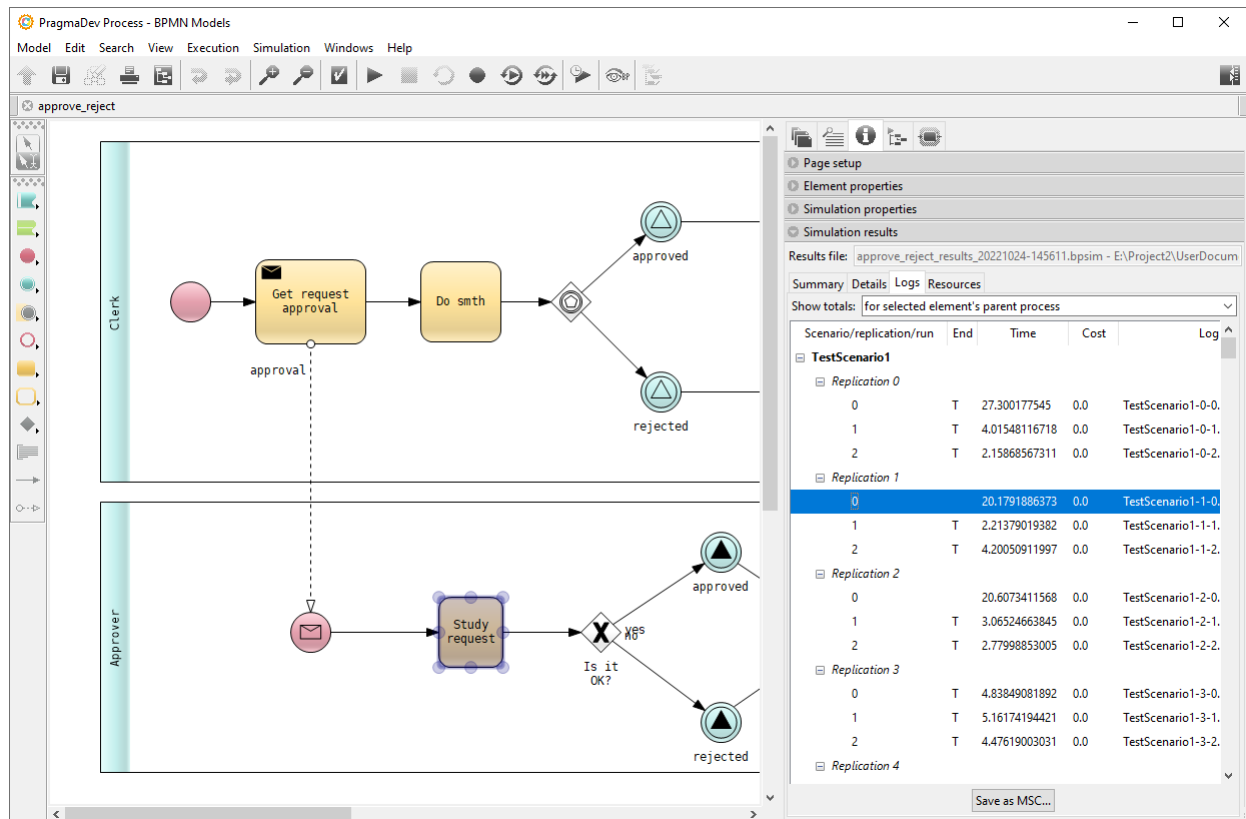 PragmaDev Process - BPMN Models
Model Edit Search View Execution Simulation Windows Help
approve_reject
Clerk
Get request
approval
Do smth
approved
rejected
approval
Approver
Study
request
yes
no
Is it
OK?
approved
rejected
Page setup
Element properties
Simulation properties
Simulation results
Results file: approve_reject_results_20221024-145611.bpsim - E:\Project2\UserDocum
Summary Details Logs Resources
Show totals: for selected element's parent process
Scenario/replication/run End Time Cost Log
TestScenario1
Replication 0
0 T 27.300177545 0.0 TestScenario1-0-0.
1 T 4.01548116718 0.0 TestScenario1-0-1.
2 T 2.15868567311 0.0 TestScenario1-0-2.
Replication 1
0 20.1791886373 0.0 TestScenario1-1-0.
1 T 2.21379019382 0.0 TestScenario1-1-1.
2 T 4.20050911997 0.0 TestScenario1-1-2.
Replication 2
0 20.6073411568 0.0 TestScenario1-2-0.
1 T 3.06524663845 0.0 TestScenario1-2-1.
2 T 2.77998853005 0.0 TestScenario1-2-2.
Replication 3
0 T 4.83849081892 0.0 TestScenario1-3-0.
1 T 5.16174194421 0.0 TestScenario1-3-1.
2 T 4.47619003031 0.0 TestScenario1-3-2.
Replication 4
Save as MSC...